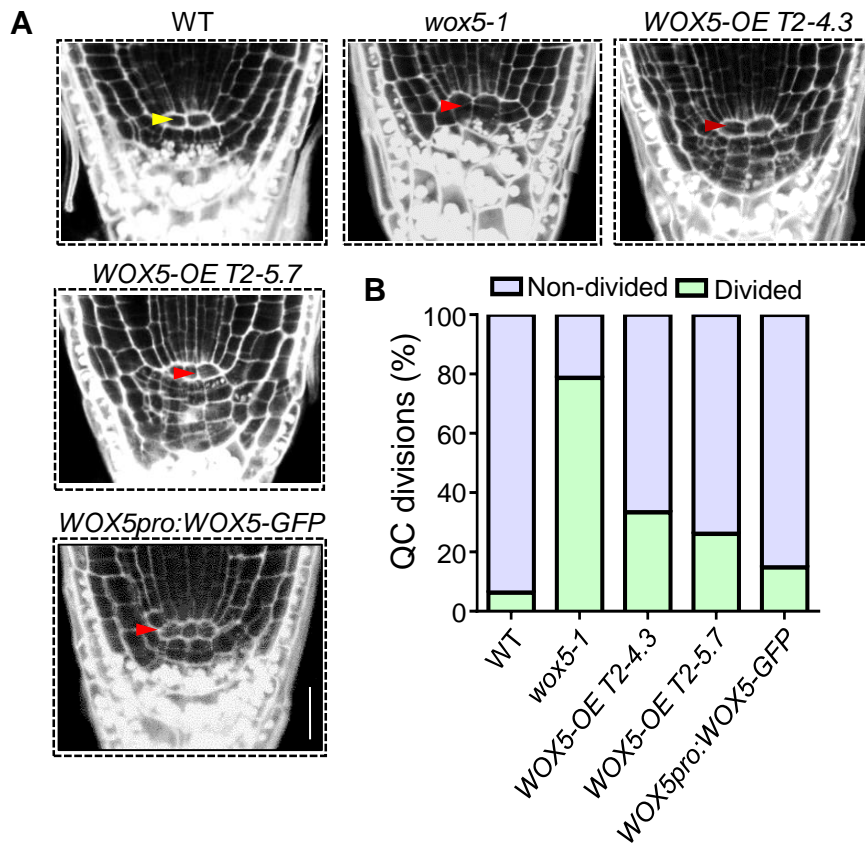 A
WT
wox5-1
WOX5-OE T2-4.3
WOX5-OE T2-5.7
WOX5pro:WOX5-GFP
B
Non-divided Divided
QC divisions (%)
100
80
60
40
20
0
WT
wox5-1
WOX5-OE T2-4.3
WOX5-OE T2-5.7
WOX5pro:WOX5-GFP